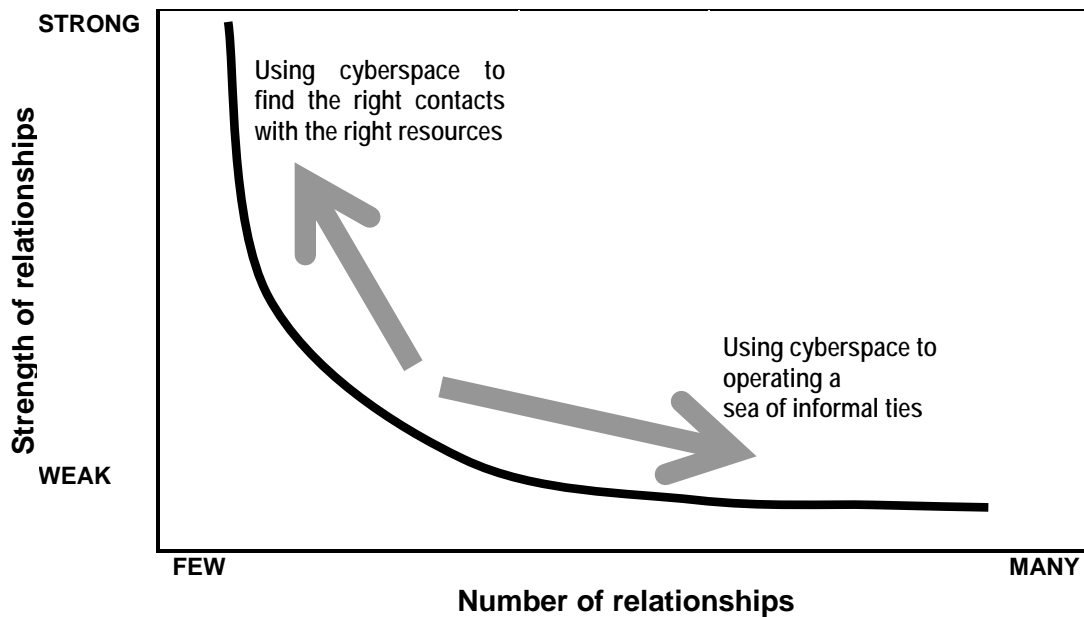 STRONG
Using cyberspace to
find the right contacts
with the right resources
Strength of relationships
Using cyberspace to
operating a
sea of informal ties
WEAK
FEW
MANY
Number of relationships